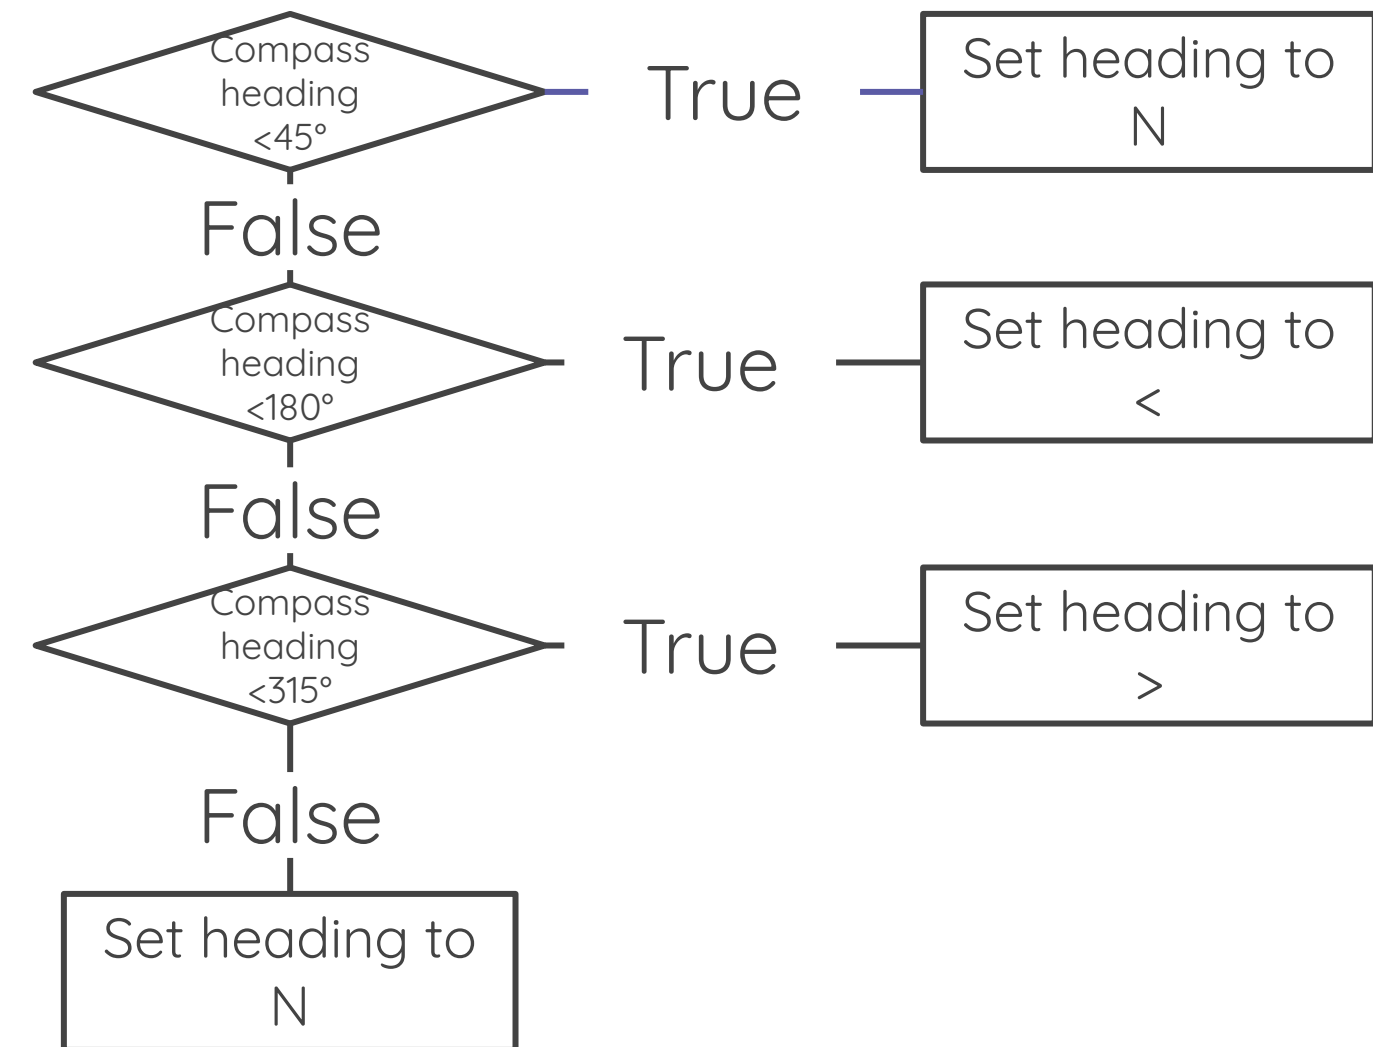 Compass
heading
<45°
True
Set heading to
N
False
Compass
heading
<180°
True
Set heading to
<
False
Compass
heading
<315°
True
Set heading to
>
False
Set heading to
N